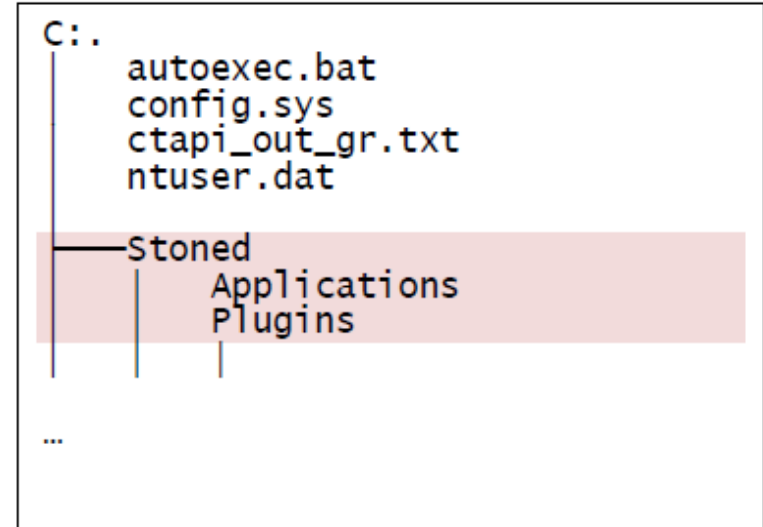 C:.
autoexec.bat
config.sys
ctapi_out_gr.txt
ntuser.dat
Stoned
Applications
Plugins
…